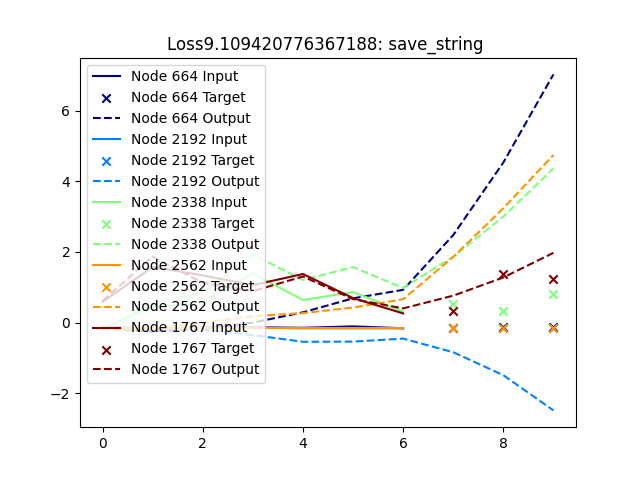 Loss9.109420776367188: save_string
6
4
2
0
−2
0
2
4
6
8
Node 664 Input
Node 664 Target
Node 664 Output
Node 2192 Input
Node 2192 Target
Node 2192 Output
Node 2338 Input
Node 2338 Target
Node 2338 Output
Node 2562 Input
Node 2562 Target
Node 2562 Output
Node 1767 Input
Node 1767 Target
Node 1767 Output